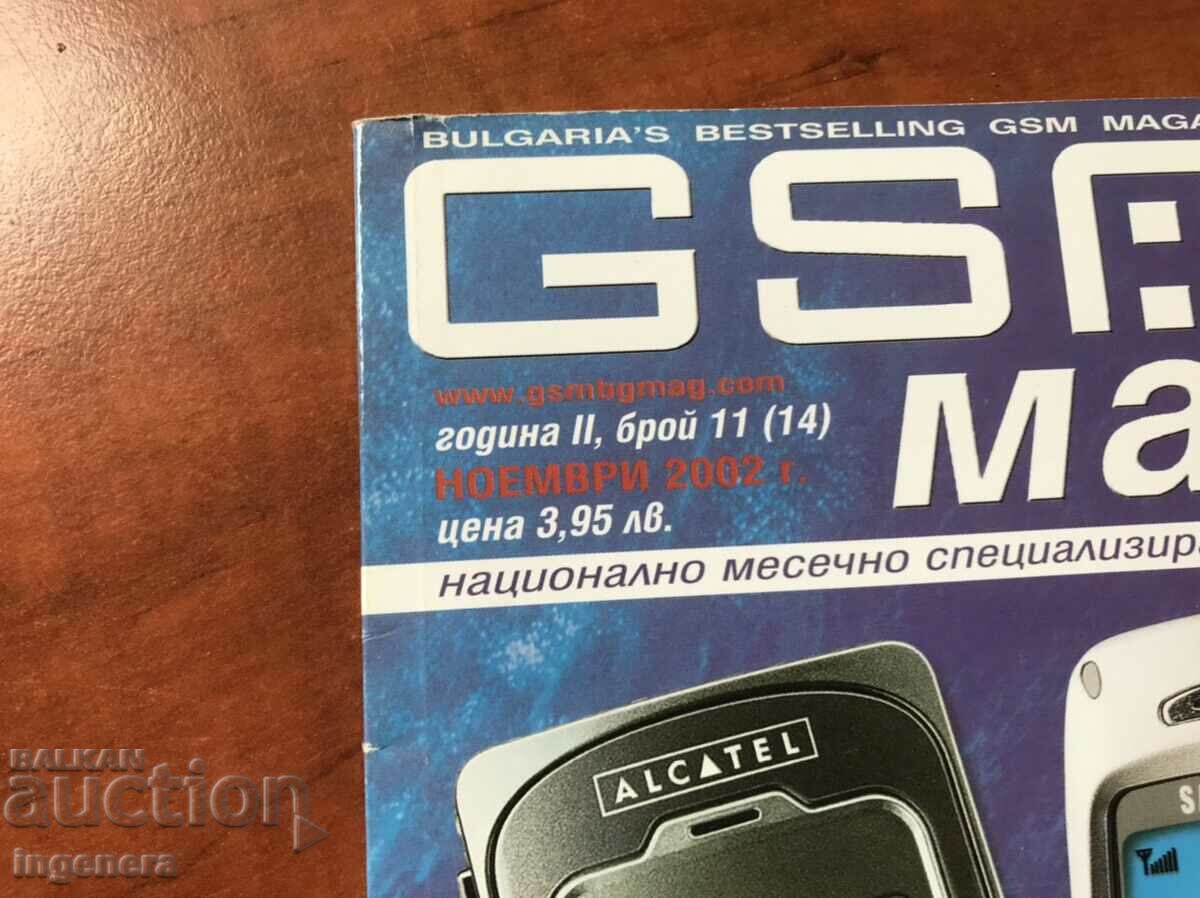 BULGARIA'S BESTSELLING GSM
GSM
www.gsmbgmag.com
година II, брой 11 (14)
НОЕМВРИ 2002 г.
цена 3,95 лв.
национално месечно
ALCATEL
BALKAN
auction
ingenera